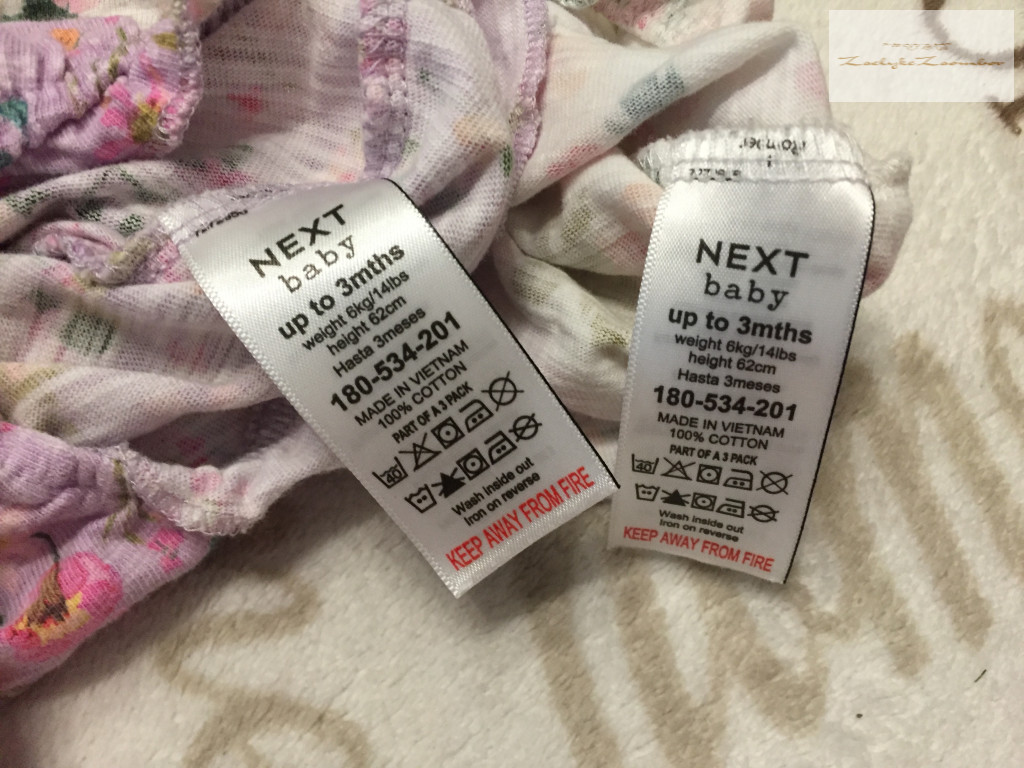 NEXT
baby
up to 3mths
weight 6kg/14lbs
height 62cm
Hasta 3meses
180-534-201
MADE IN VIETNAM
100% COTTON
PART OF A 3 PACK
40
Wash inside out
Iron on reverse
KEEP AWAY FROM FIRE
NEXT
baby
up to 3mths
weight 6kg/14lbs
height 62cm
Hasta 3meses
180-534-201
MADE IN VIETNAM
100% COTTON
PART OF A 3 PACK
40
Wash inside out
Iron on reverse
KEEP AWAY FROM FIRE